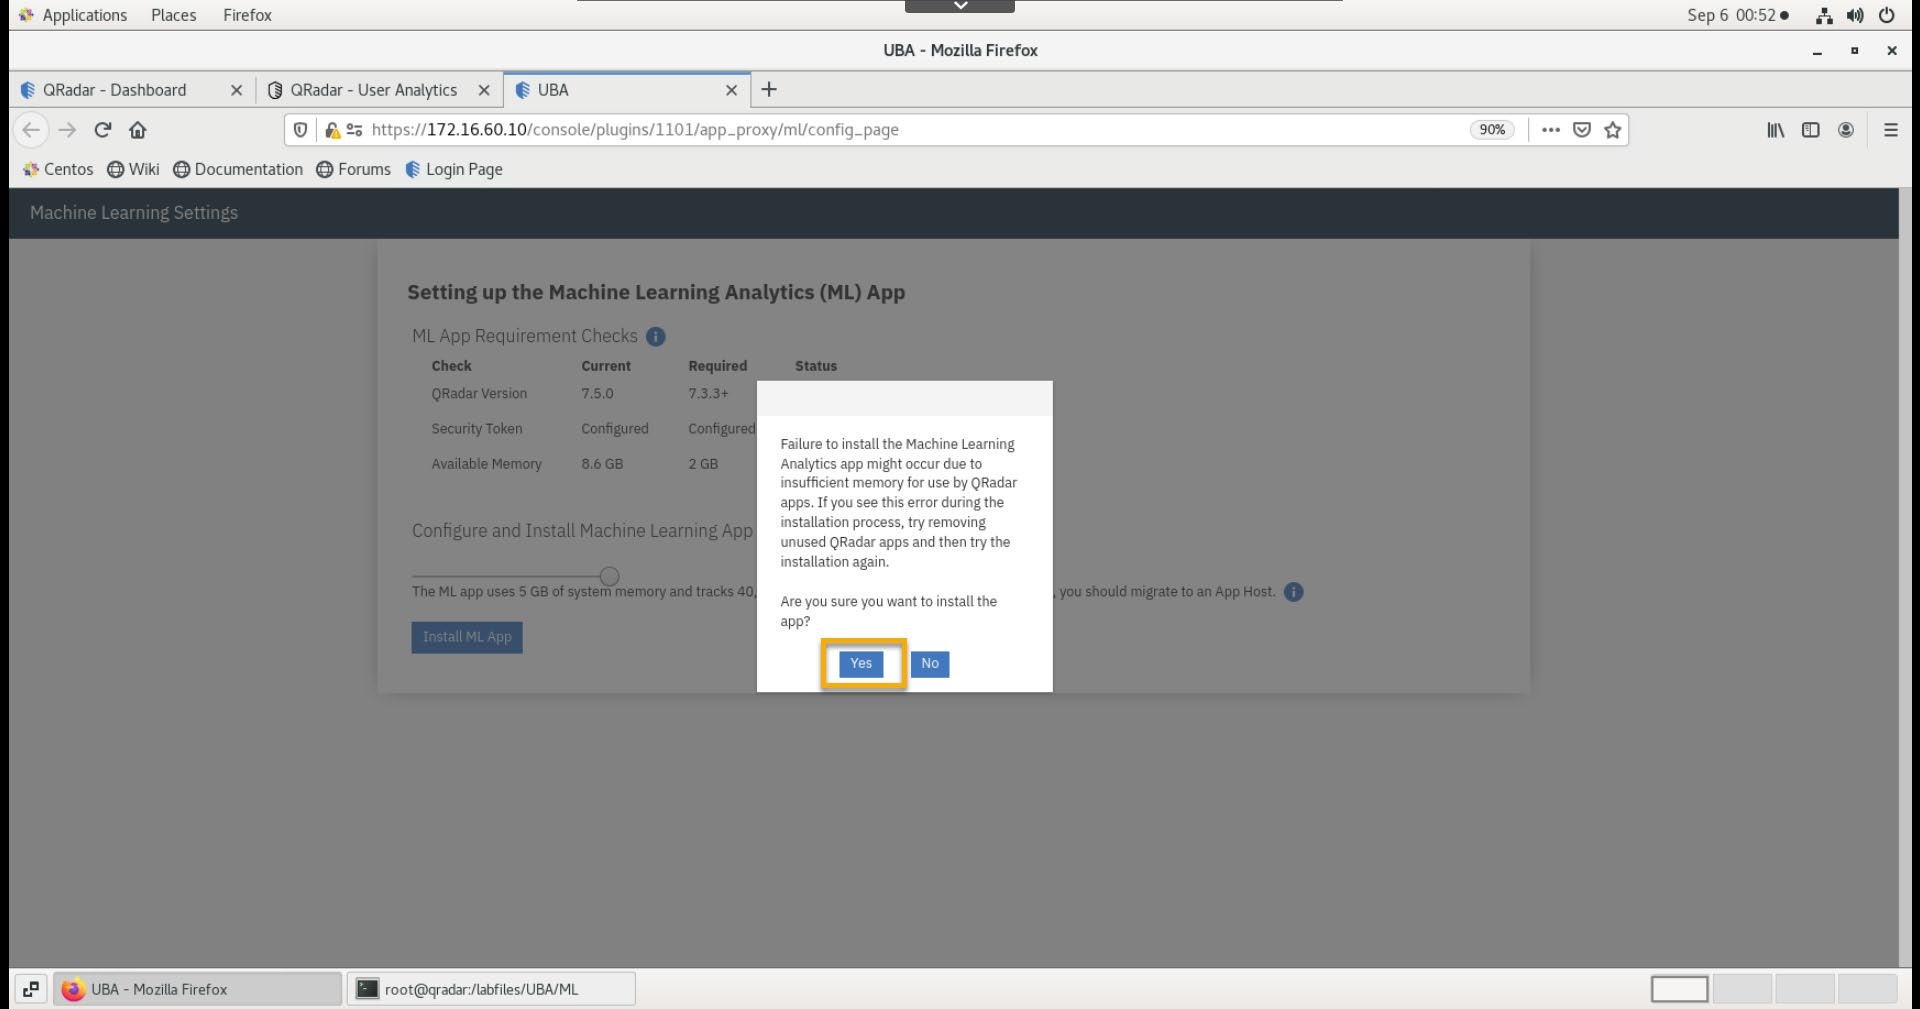 Applications Places Firefox Sep 6 00:52
UBA - Mozilla Firefox
QRadar - Dashboard QRadar - User Analytics UBA
https://172.16.60.10/console/plugins/1101/app_proxy/ml/config_page 90%
Centos Wiki Documentation Forums Login Page
Machine Learning Settings
Setting up the Machine Learning Analytics (ML) App
ML App Requirement Checks
Check Current Required Status
QRadar Version 7.5.0 7.3.3+
Security Token Configured Configured
Available Memory 8.6 GB 2 GB
Configure and Install Machine Learning App
The ML app uses 5 GB of system memory and tracks 40, , you should migrate to an App Host.
Install ML App
Failure to install the Machine Learning
Analytics app might occur due to
insufficient memory for use by QRadar
apps. If you see this error during the
installation process, try removing
unused QRadar apps and then try the
installation again.
Are you sure you want to install the
app?
Yes No
UBA - Mozilla Firefox root@qradar:/labfiles/UBA/ML